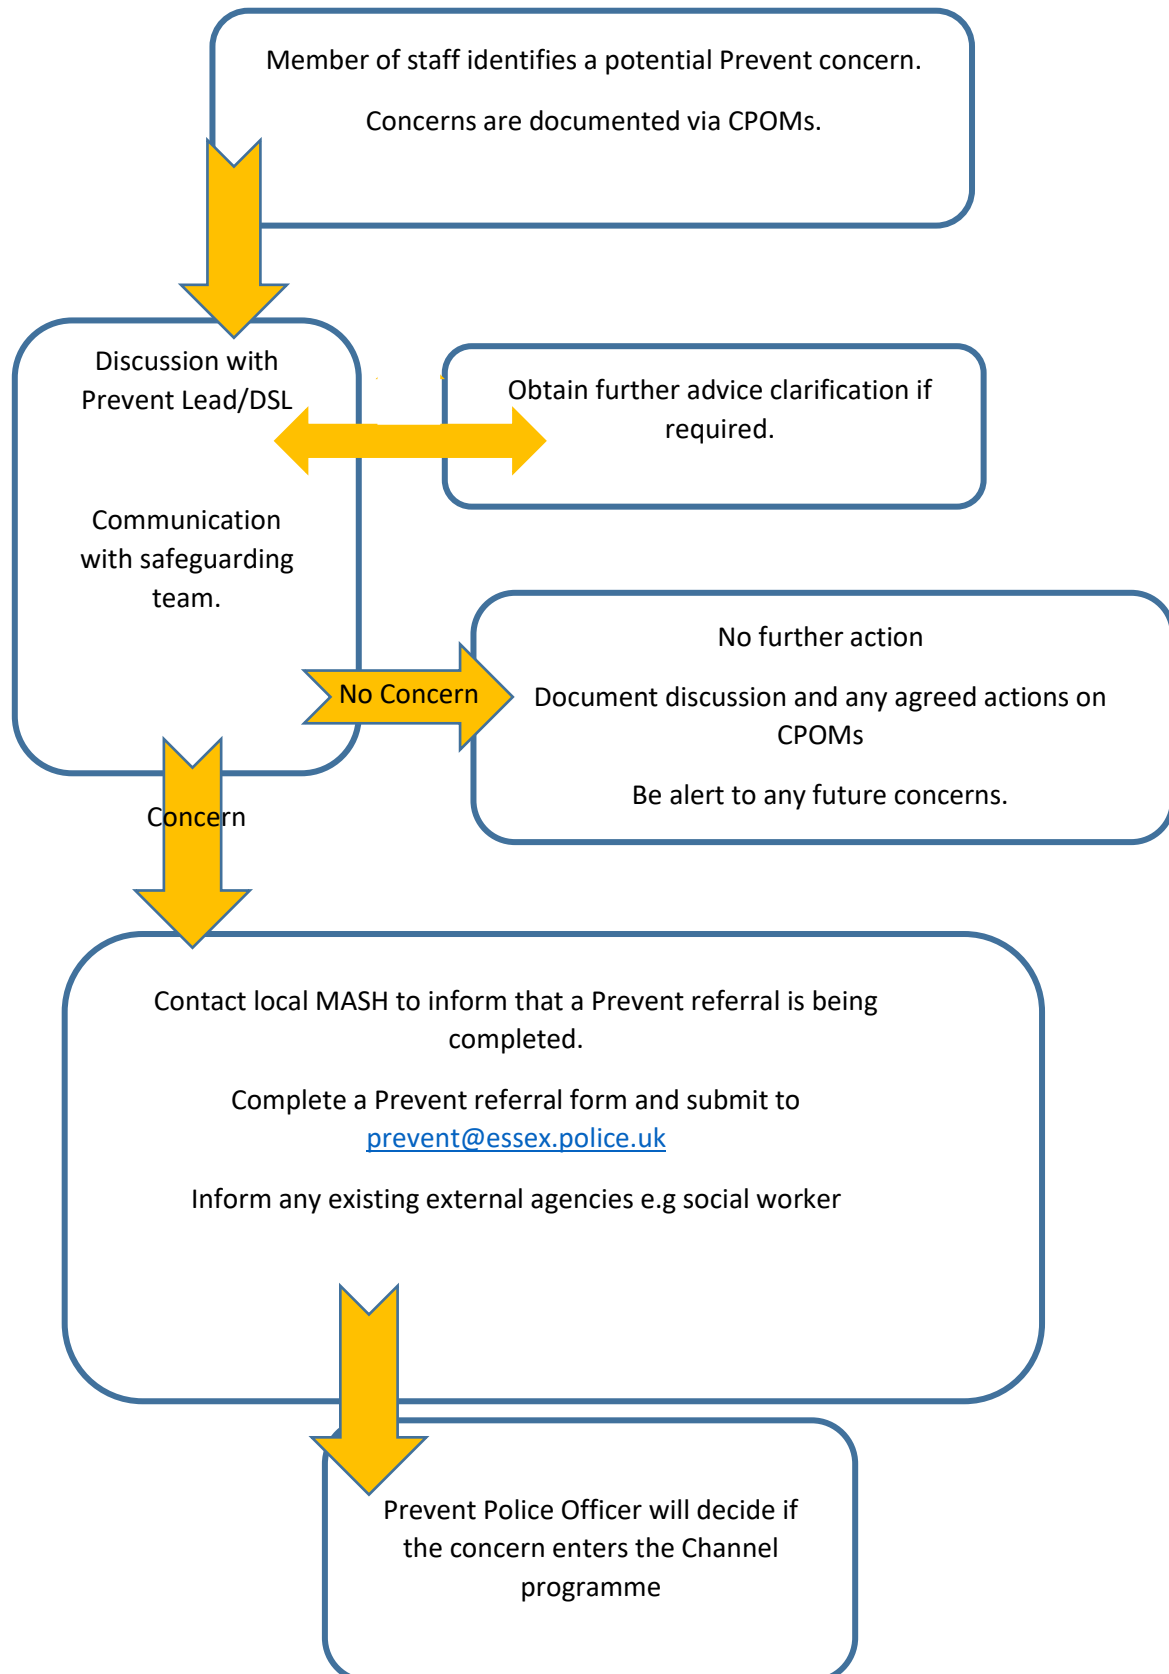 Member of staff identifies a potential Prevent concern.
Concerns are documented via CPOMs.
Discussion with
Prevent Lead/DSL
Communication
with safeguarding
team.
Obtain further advice clarification if
required.
No Concern
No further action
Document discussion and any agreed actions on
CPOMs
Be alert to any future concerns.
Concern
Contact local MASH to inform that a Prevent referral is being
completed.
Complete a Prevent referral form and submit to
prevent@essex.police.uk
Inform any existing external agencies e.g social worker
Prevent Police Officer will decide if
the concern enters the Channel
programme